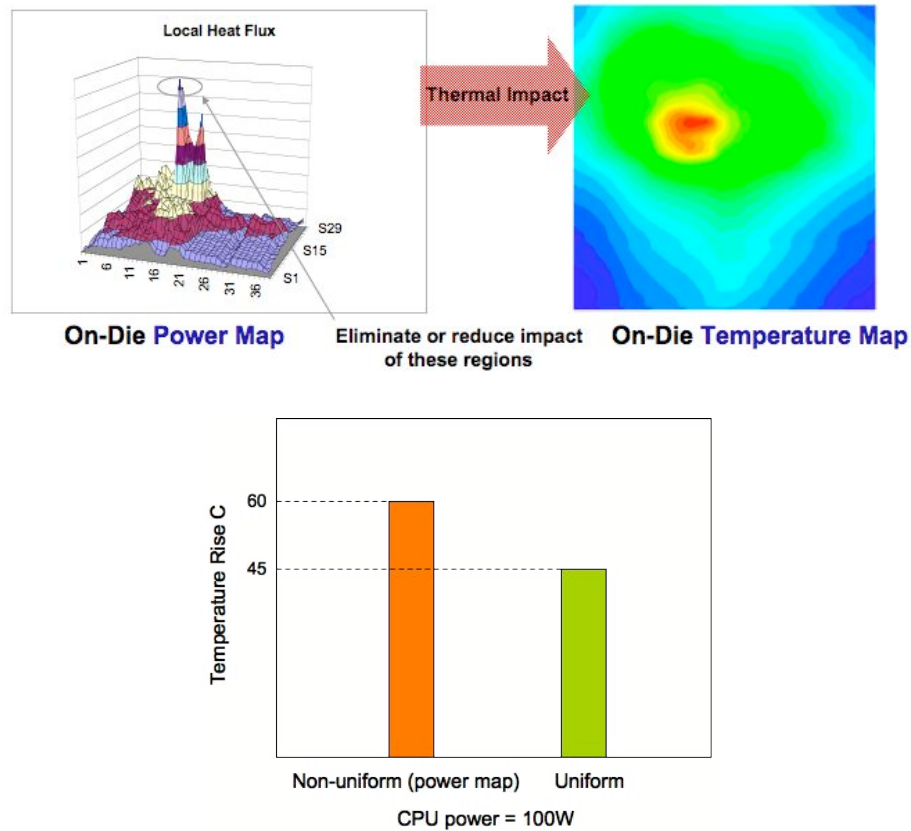 Local Heat Flux
S29
S15
S1
1
6
11
16
21
26
31
36
Thermal Impact
On-Die Power Map
Eliminate or reduce impact
of these regions
On-Die Temperature Map
Temperature Rise C
60
45
Non-uniform (power map)
Uniform
CPU power = 100W